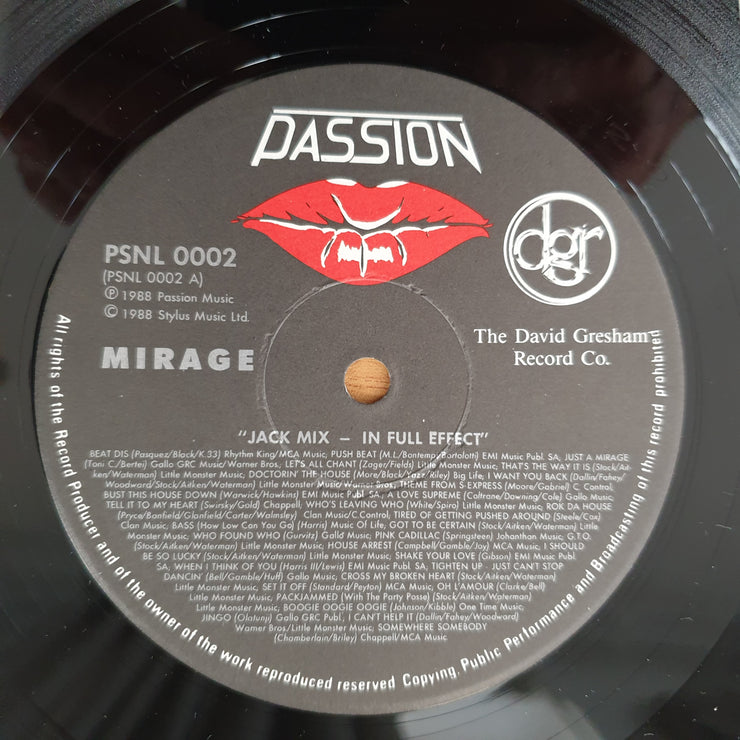 PASSION
dgr
PSNL 0002
(PSNL 0002 A)
Ⓟ 1988 Passion Music
© 1988 Stylus Music Ltd.
The David Gresham
Record Co.
MIRAGE
"JACK MIX – IN FULL EFFECT"
BEAT DIS (Pasquez/Black/K.33) Rhythm King/MCA Music, PUSH BEAT (M.L/Bontempy/Bortolotti) EMI Music Publ. SA, JUST A MIRAGE
(Toni C./Bertei) Gallo GRC Music/Warner Bros., LET'S ALL CHANT (Zager/Fields) Little Monster Music, THAT'S THE WAY IT IS (Stock/Ait-
ken/Waterman) Little Monster Music, DOCTORIN' THE HOUSE (More/Black/Yazz/Riley) Big Life, I WANT YOU BACK (Dallin/Fahey/
Woodward/Stock/Aitken/Waterman) Little Monster Music/Warner Bros, THEME FROM S EXPRESS (Moore/Gabriel) C Control,
BUST THIS HOUSE DOWN (Warwick/Hawkins) EMI Music Publ. SA, A LOVE SUPREME (Coltrane/Downing/Cole) Gallo Music,
TELL IT TO MY HEART (Swirsky/Gold) Chappell, WHO'S LEAVING WHO (White/Spiro) Little Monster Music, ROK DA HOUSE
(Prycce/Bonfield/Glanfield/Carter/Walmsley) Clan Music/C.Control, TIRED OF GETTING PUSHED AROUND (Steele/Cox)
Clan Music, BASS (How Low Can You Go) (Harris) Music Of Life, GOT TO BE CERTAIN (Stock/Aitken/Waterman) Little
Monster Music, WHO FOUND WHO (Gurvitz) Music, PINK CADILLAC (Springsteen) Johanthan Music, G.T.O.
(Stock/Aitken/Waterman) Little Monster Music, HOUSE ARREST (Campbell/Gamble/Joy) MCA Music, I SHOULD
BE SO LUCKY (Stock/Aitken/Waterman) Little Monster Music, SHAKE YOUR LOVE (Gibson) EMI Music Publ.
SA, WHEN I THINK OF YOU (Harris III/Lewis) EMI Music Publ. SA, TIGHTEN UP - JUST CAN'T STOP
DANCIN' (Bell/Gamble/Huff) Gallo Music, CROSS MY BROKEN HEART (Stock/Aitken/Waterman)
Little Monster Music, SET IT OFF (Standard/Peyton) MCA Music, OH L'AMOUR (Clarke/Bell)
Little Monster Music, PACKJAMMED (With The Party Posse) (Stock/Aitken/Waterman)
Little Monster Music, BOOGIE OOGIE OOGIE (Johnson/Kibble) One Time Music,
JINGO (Olatunji) Gallo GRC Publ., I CAN'T HELP IT (Dallin/Fahey/Woodward)
Warner Bros/Little Monster Music, SOMEWHERE SOMEBODY
(Chamberlain/Briley) Chappell/MCA Music
All rights of the Record Producer and of the owner of the work reproduced reserved Copying, Public Performance and Broadcasting of this record prohibited